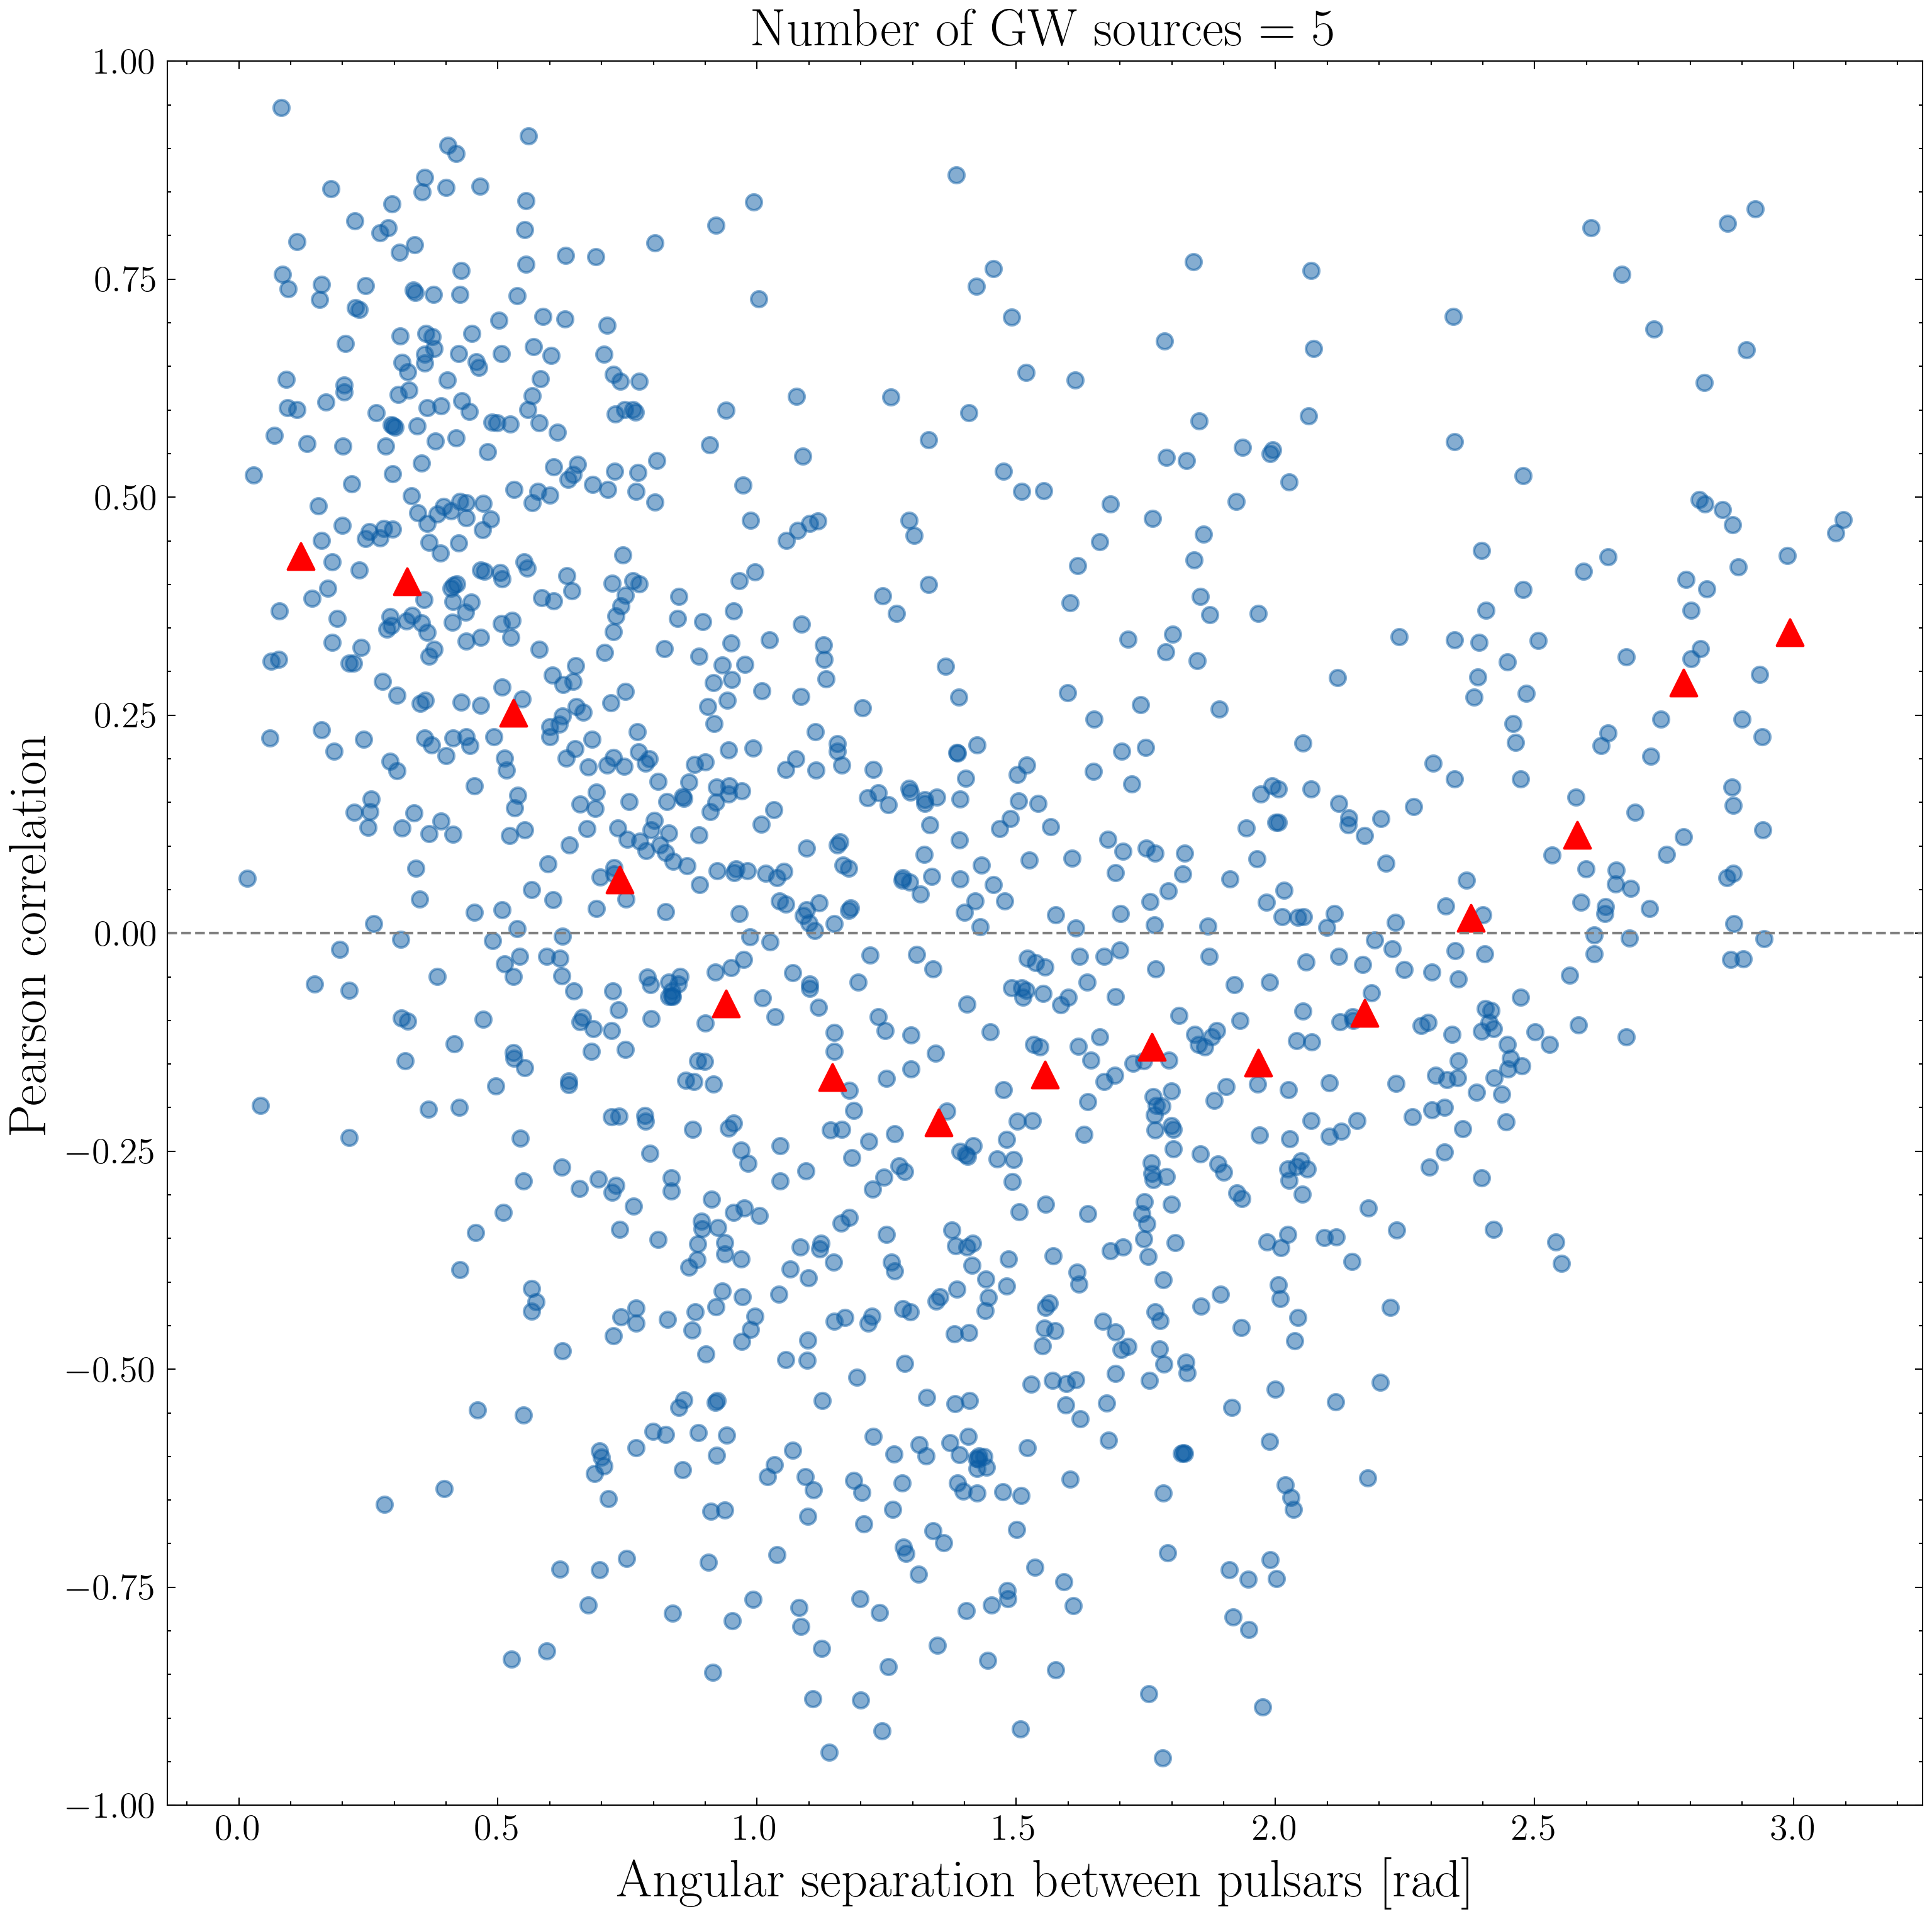 Number of GW sources = 5
1.00
0.75
0.50
0.25
0.00
−0.25
−0.50
−0.75
−1.00
Pearson correlation
0.0 0.5 1.0 1.5 2.0 2.5 3.0
Angular separation between pulsars [rad]